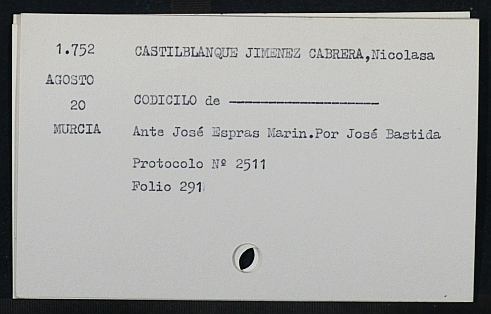 1.752 CASTILBLANQUE JIMENEZ CABRERA,Nicolasa
AGOSTO
20 CODICILO de -------------------
MURCIA Ante José Espras Marin.Por José Bastida
Protocolo Nº 2511
Folio 291